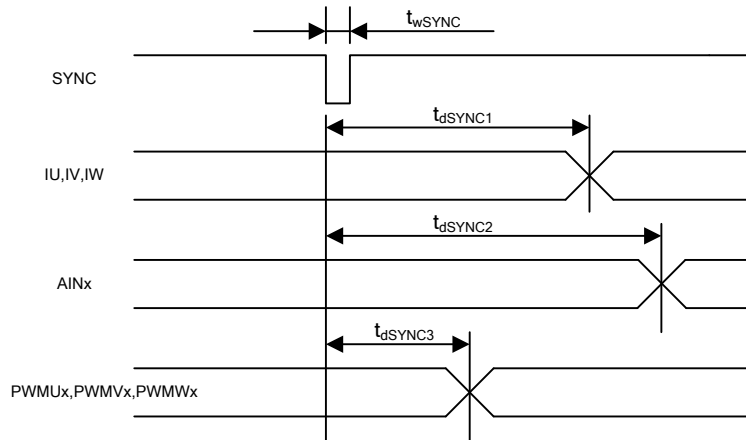 twSYNC
SYNC
tdSYNC1
IU,IV,IW
tdSYNC2
AINx
tdSYNC3
PWMUx,PWMVx,PWMWx